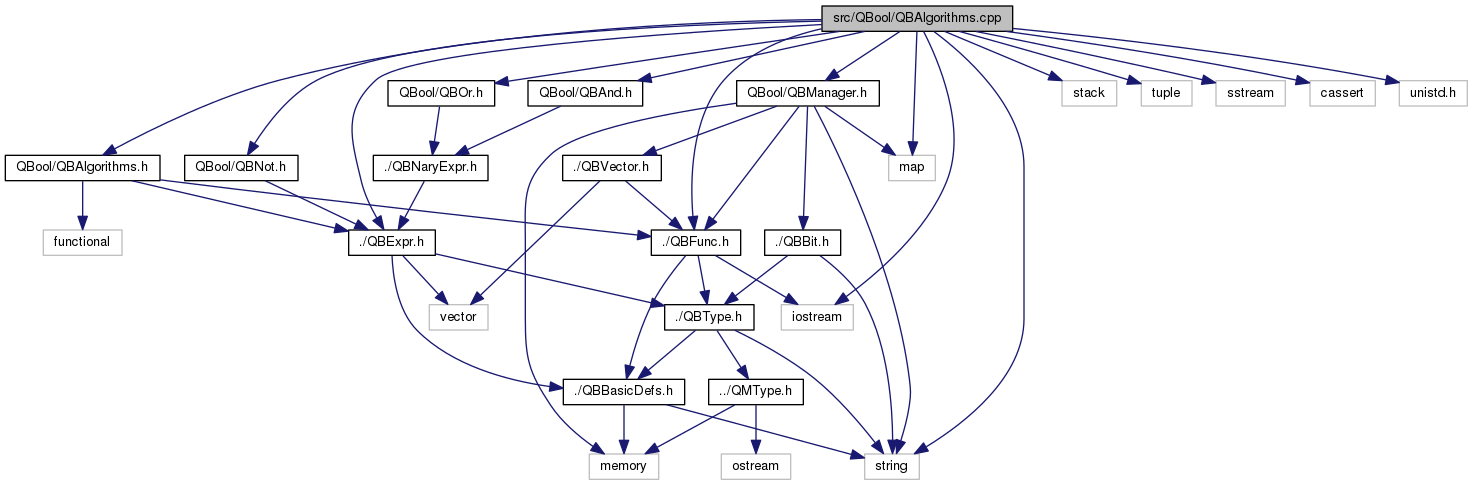 src/QBool/QBAlgorithms.cpp
QBool/QBOr.h
QBool/QBAnd.h
QBool/QBManager.h
stack
tuple
sstream
cassert
unistd.h
QBool/QBAlgorithms.h
QBool/QBNot.h
./QBNaryExpr.h
./QBVector.h
map
functional
./QBExpr.h
./QBFunc.h
./QBBit.h
vector
./QBType.h
iostream
./QBBasicDefs.h
../QMType.h
memory
ostream
string